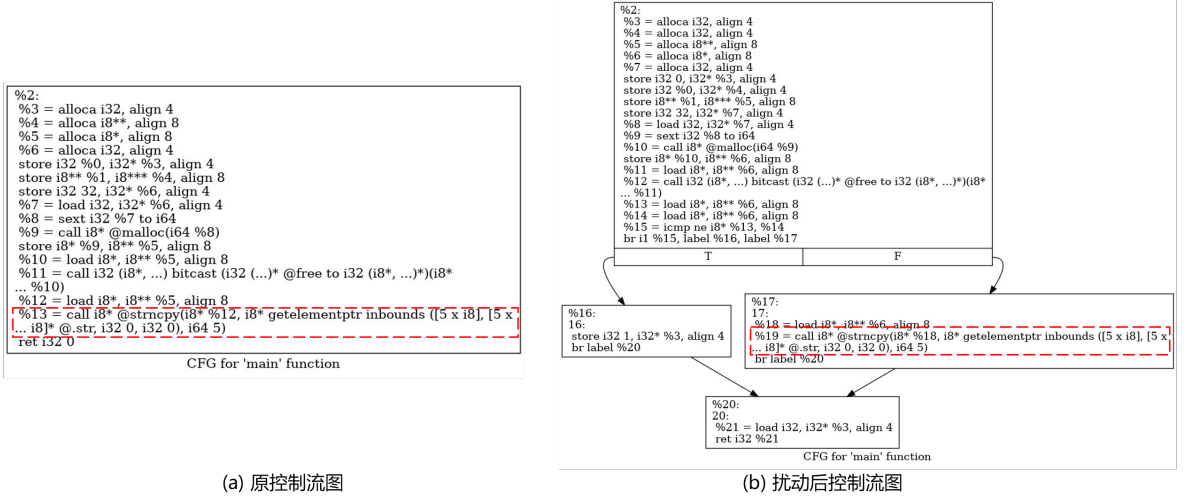 %2:
%3 = alloca i32, align 4
%4 = alloca i8**, align 8
%5 = alloca i8*, align 8
%6 = alloca i32, align 4
store i32 %0, i32* %3, align 4
store i8** %1, i8*** %4, align 8
store i32 32, i32* %6, align 4
%7 = load i32, i32* %6, align 4
%8 = sext i32 %7 to i64
%9 = call i8* @malloc(i64 %8)
store i8* %9, i8** %5, align 8
%10 = load i8*, i8** %5, align 8
%11 = call i32 (i8*, ...) bitcast (i32 (...)* @free to i32 (i8*, ...)*)(i8*
... %10)
%12 = load i8*, i8** %5, align 8
%13 = call i8* @strncpy(i8* %12, i8* getelementptr inbounds ([5 x i8], [5 x
... i8]* @.str, i32 0, i32 0), i64 5)
ret i32 0
CFG for 'main' function
(a) 原控制流图
%2:
%3 = alloca i32, align 4
%4 = alloca i32, align 4
%5 = alloca i8**, align 8
%6 = alloca i8*, align 8
%7 = alloca i32, align 4
store i32 0, i32* %3, align 4
store i32 %0, i32* %4, align 4
store i8** %1, i8*** %5, align 8
store i32 32, i32* %7, align 4
%8 = load i32, i32* %7, align 4
%9 = sext i32 %8 to i64
%10 = call i8* @malloc(i64 %9)
store i8* %10, i8** %6, align 8
%11 = load i8*, i8** %6, align 8
%12 = call i32 (i8*, ...) bitcast (i32 (...)* @free to i32 (i8*, ...)*)(i8*
... %11)
%13 = load i8*, i8** %6, align 8
%14 = load i8*, i8** %6, align 8
%15 = icmp ne i8* %13, %14
br i1 %15, label %16, label %17
T F
%16:
16:
store i32 1, i32* %3, align 4
br label %20
%17:
17:
%18 = load i8*, i8** %6, align 8
%19 = call i8* @strncpy(i8* %18, i8* getelementptr inbounds ([5 x i8], [5 x
... i8]* @.str, i32 0, i32 0), i64 5)
br label %20
%20:
20:
%21 = load i32, i32* %3, align 4
ret i32 %21
CFG for 'main' function
(b) 扰动后控制流图